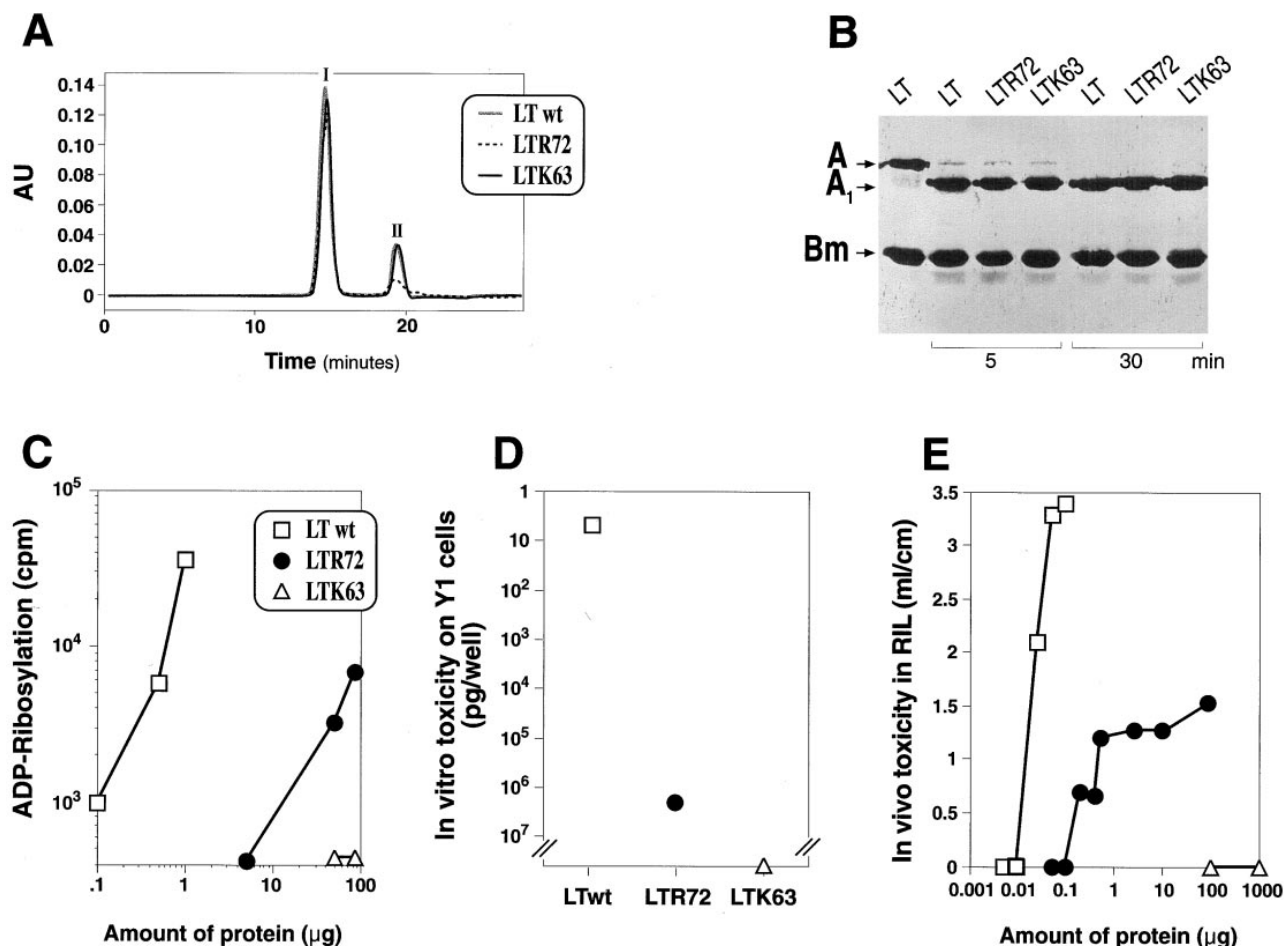 A
I
II
0.14
0.12
0.10
0.08
0.06
0.04
0.02
0
AU
0
10
20
Time (minutes)
LT wt
LTR72
LTK63
B
LT
LT
LTR72
LTK63
LT
LTR72
LTK63
A
A1
Bm
5
30
min
C
ADP-Ribosylation (cpm)
10^5
10^4
10^3
.1
1
10
100
Amount of protein (µg)
LT wt
LTR72
LTK63
D
In vitro toxicity on Y1 cells
(pg/well)
1
10
10^2
10^3
10^4
10^5
10^6
10^7
LTwt
LTR72
LTK63
E
In vivo toxicity in RIL (ml/cm)
3.5
3
2.5
2
1.5
1
0.5
0
0.001
0.01
0.1
1
10
100
1000
Amount of protein (µg)